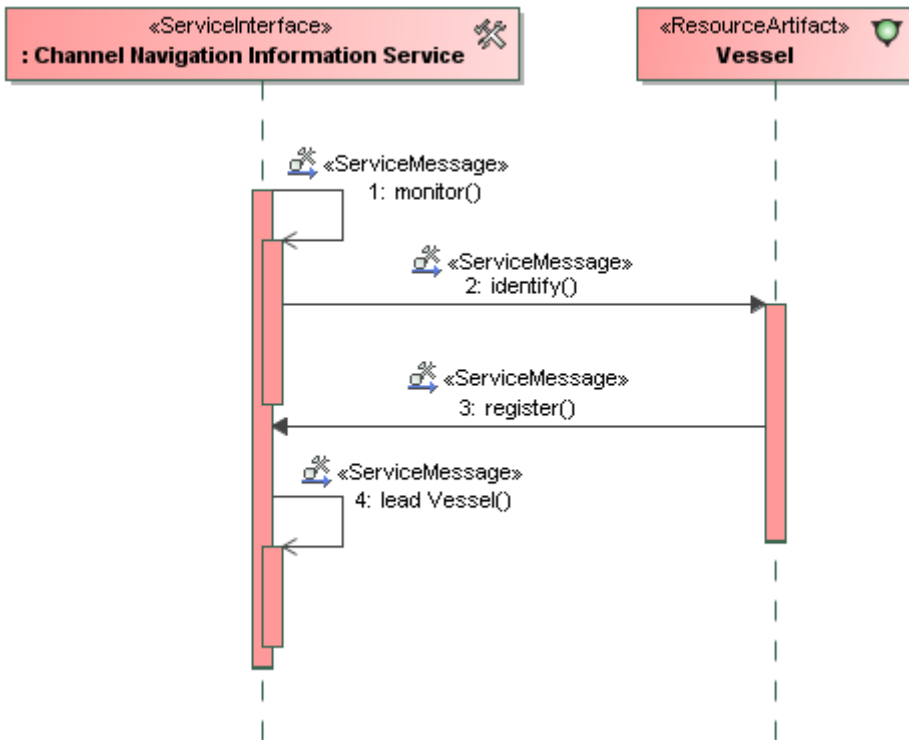 «ServiceInterface»
: Channel Navigation Information Service
«ResourceArtifact»
Vessel
«ServiceMessage»
1: monitor()
«ServiceMessage»
2: identify()
«ServiceMessage»
3: register()
«ServiceMessage»
4: lead Vessel()